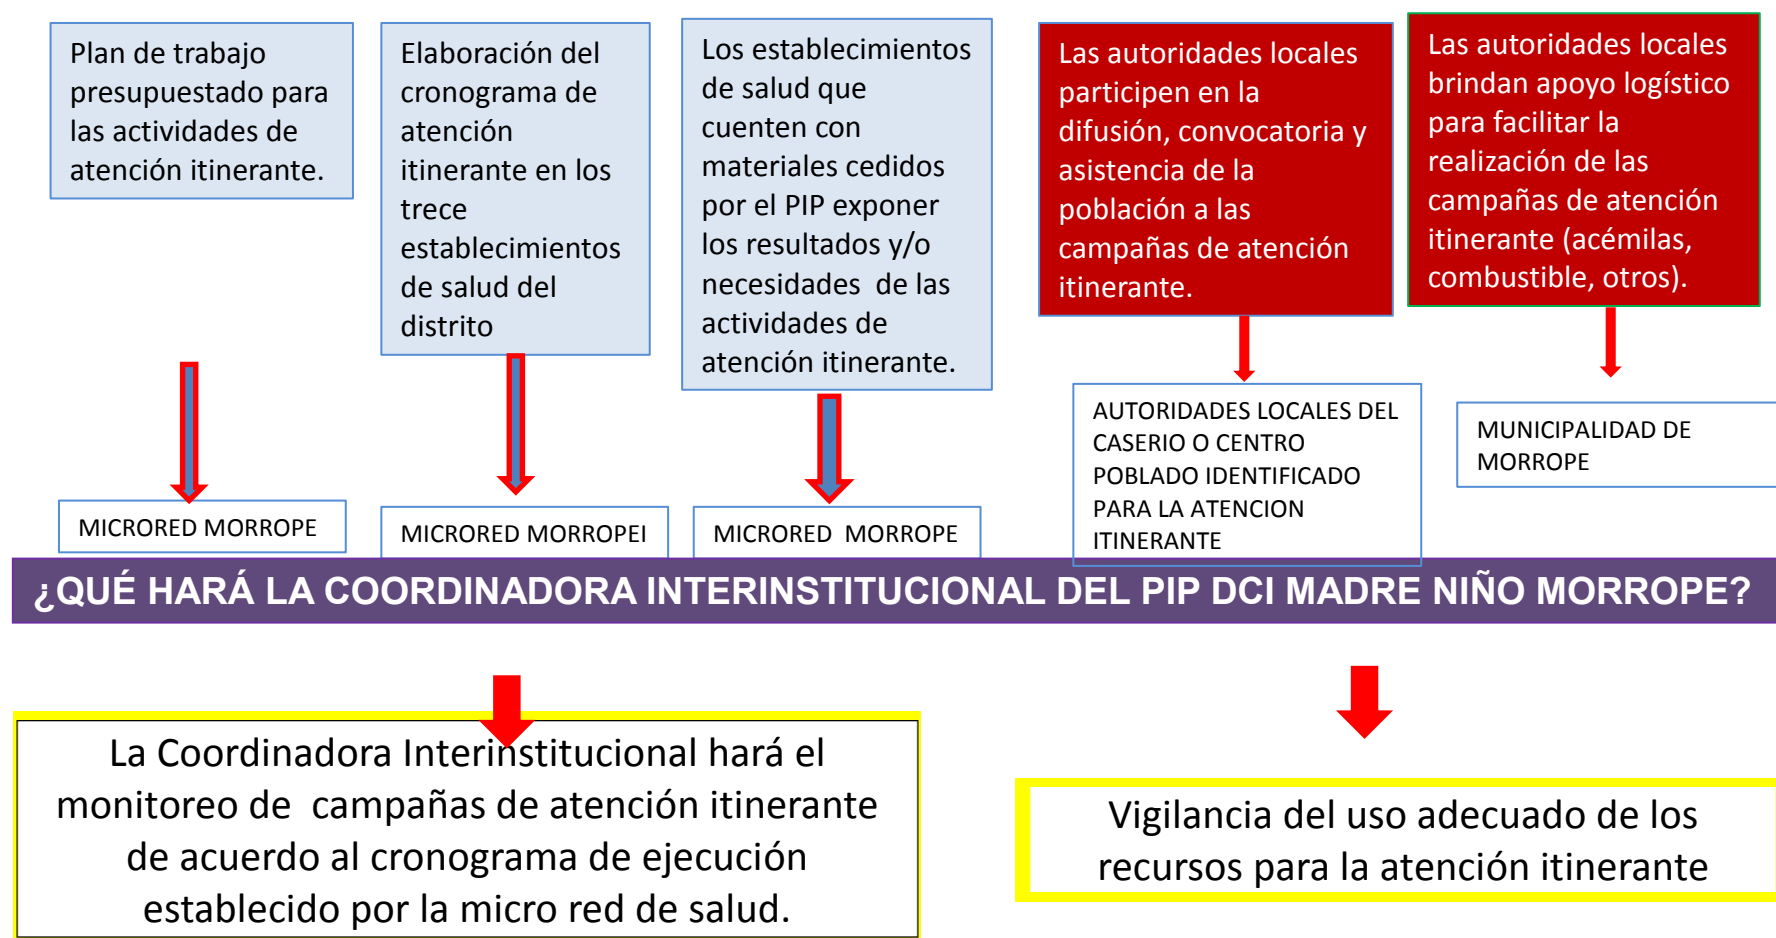 Plan de trabajo
presupuestado para
las actividades de
atención itinerante.
Elaboración del
cronograma de
atención
itinerante en los
trece
establecimientos
de salud del
distrito
Los establecimientos
de salud que
cuenten con
materiales cedidos
por el PIP exponer
los resultados y/o
necesidades de las
actividades de
atención itinerante.
Las autoridades locales
participen en la
difusión, convocatoria y
asistencia de la
población a las
campañas de atención
itinerante.
Las autoridades locales
brindan apoyo logístico
para facilitar la
realización de las
campañas de atención
itinerante (acémilas,
combustible, otros).
MICRORED MORROPE
MICRORED MORROPEI
MICRORED MORROPE
AUTORIDADES LOCALES DEL
CASERIO O CENTRO
POBLADO IDENTIFICADO
PARA LA ATENCION
ITINERANTE
MUNICIPALIDAD DE
MORROPE
¿QUÉ HARÁ LA COORDINADORA INTERINSTITUCIONAL DEL PIP DCI MADRE NIÑO MORROPE?
La Coordinadora Interinstitucional hará el
monitoreo de campañas de atención itinerante
de acuerdo al cronograma de ejecución
establecido por la micro red de salud.
Vigilancia del uso adecuado de los
recursos para la atención itinerante